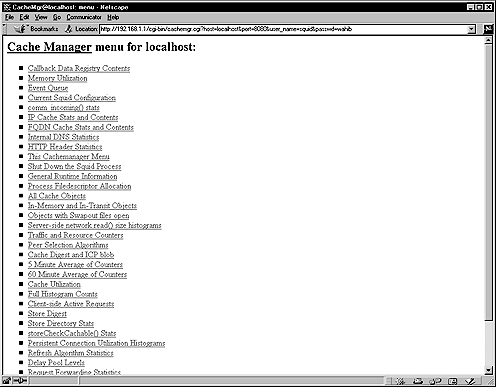 CacheMgr@localhost: menu - Netscape
File Edit View Go Communicator Help
Bookmarks Location: http://192.168.1.1/cgi-bin/cachemgr.cgi?host=localhost&port=8080&user_name=squid&passwd=wahib
Cache Manager menu for localhost:
Callback Data Registry Contents
Memory Utilization
Event Queue
Current Squid Configuration
comm_incoming() stats
IP Cache Stats and Contents
FQDN Cache Stats and Contents
Internal DNS Statistics
HTTP Header Statistics
This Cachemanager Menu
Shut Down the Squid Process
General Runtime Information
Process Filedescriptor Allocation
All Cache Objects
In-Memory and In-Transit Objects
Objects with Swapout files open
Server-side network read() size histograms
Traffic and Resource Counters
Peer Selection Algorithms
Cache Digest and ICP blob
5 Minute Average of Counters
60 Minute Average of Counters
Cache Utilization
Full Histogram Counts
Client-side Active Requests
Store Digest
Store Directory Stats
storeCheckCachable() Stats
Persistent Connection Utilization Histograms
Refresh Algorithm Statistics
Delay Pool Levels
Request Forwarding Statistics